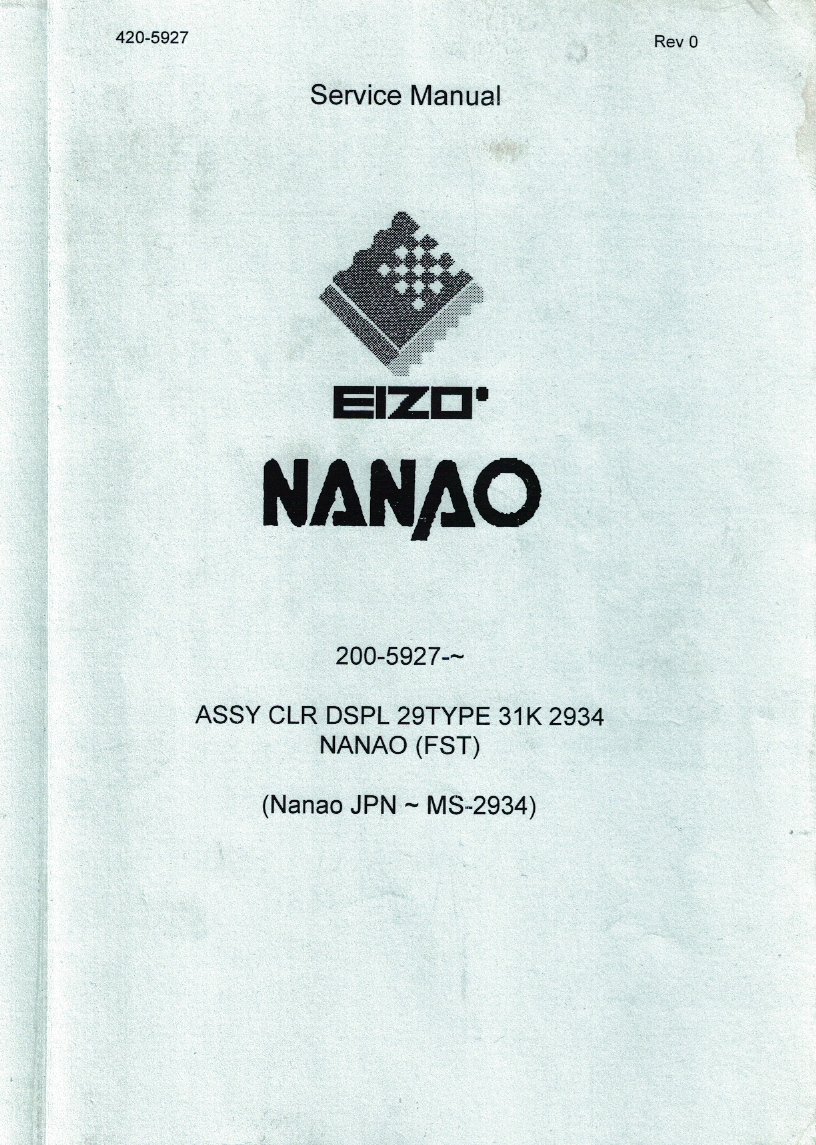 420-5927
Rev 0
Service Manual
EIZO
NANAO
200-5927-~
ASSY CLR DSPL 29TYPE 31K 2934
NANAO (FST)
(Nanao JPN ~ MS-2934)